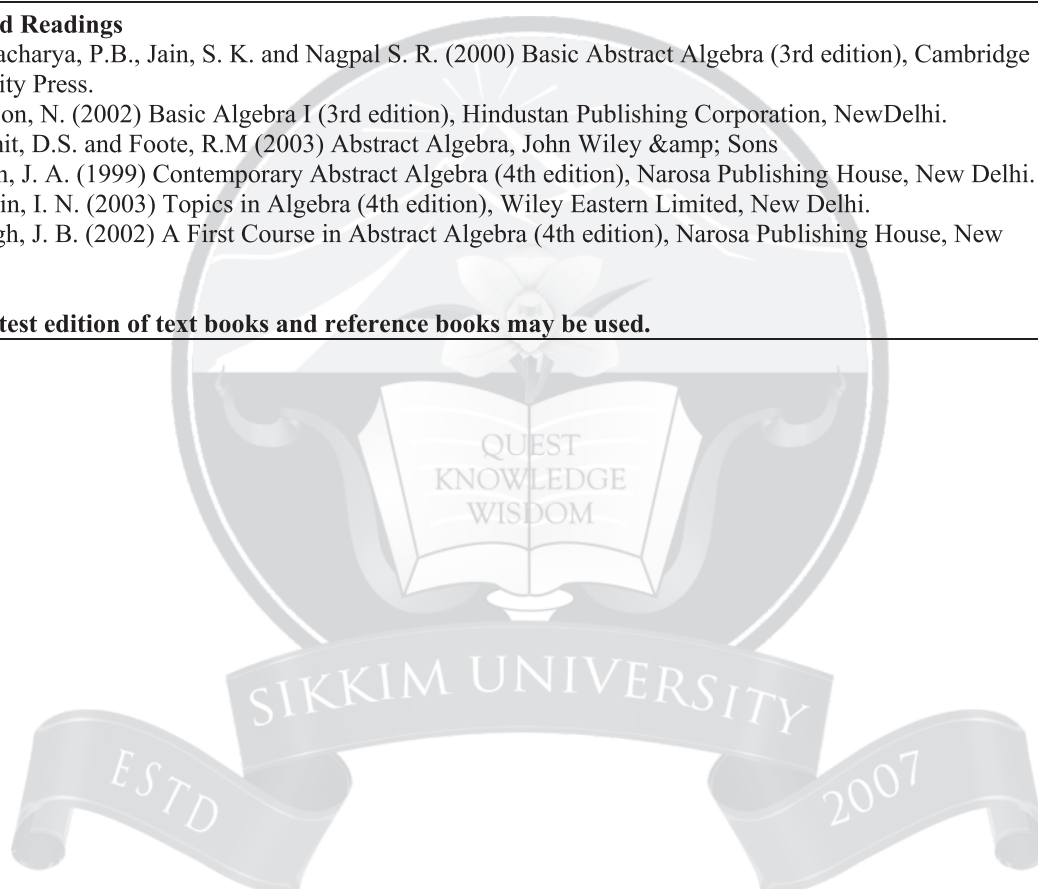 d Readings
acharya, P.B., Jain, S. K. and Nagpal S. R. (2000) Basic Abstract Algebra (3rd edition), Cambridge
ity Press.
on, N. (2002) Basic Algebra I (3rd edition), Hindustan Publishing Corporation, NewDelhi.
it, D.S. and Foote, R.M (2003) Abstract Algebra, John Wiley &amp; Sons
n, J. A. (1999) Contemporary Abstract Algebra (4th edition), Narosa Publishing House, New Delhi.
in, I. N. (2003) Topics in Algebra (4th edition), Wiley Eastern Limited, New Delhi.
gh, J. B. (2002) A First Course in Abstract Algebra (4th edition), Narosa Publishing House, New
test edition of text books and reference books may be used.
QUEST
KNOWLEDGE
WISDOM
SIKKIM UNIVERSITY
ESTD
2007